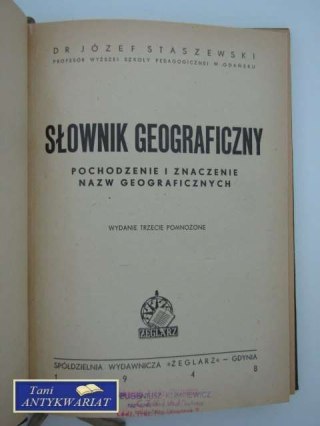 DR JÓZEF STASZEWSKI
PROFESOR WYŻSZEJ SZKOŁY PEDAGOGICZNEJ W GDAŃSKU
SŁOWNIK GEOGRAFICZNY
POCHODZENIE I ZNACZENIE
NAZW GEOGRAFICZNYCH
WYDANIE TRZECIE POMNOŻONE
ŻEGLARZ
SPÓŁDZIELNIA WYDAWNICZA »ŻEGLARZ« – GDYNIA
1 9 4 8
Tani
ANTYKWARIAT